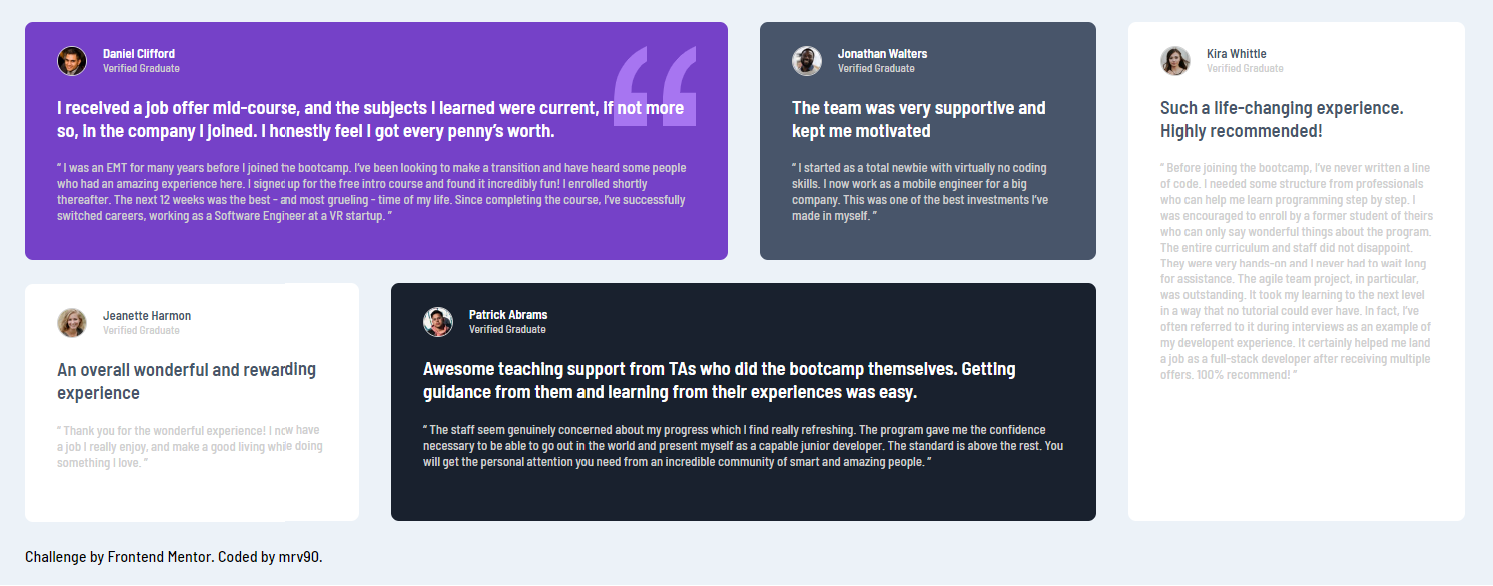 Daniel Clifford
Verified Graduate
I received a job offer mid-course, and the subjects I learned were current, if not more
so, in the company I joined. I honestly feel I got every penny’s worth.
“ I was an EMT for many years before I joined the bootcamp. I’ve been looking to make a transition and have heard some people
who had an amazing experience here. I signed up for the free intro course and found it incredibly fun! I enrolled shortly
thereafter. The next 12 weeks was the best - and most grueling - time of my life. Since completing the course, I’ve successfully
switched careers, working as a Software Engineer at a VR startup. ”
Jonathan Walters
Verified Graduate
The team was very supportive and
kept me motivated
“ I started as a total newbie with virtually no coding
skills. I now work as a mobile engineer for a big
company. This was one of the best investments I’ve
made in myself. ”
Kira Whittle
Verified Graduate
Such a life-changing experience.
Highly recommended!
“ Before joining the bootcamp, I’ve never written a line
of code. I needed some structure from professionals
who can help me learn programming step by step. I
was encouraged to enroll by a former student of theirs
who can only say wonderful things about the program.
The entire curriculum and staff did not disappoint.
They were very hands-on and I never had to wait long
for assistance. The agile team project, in particular,
was outstanding. It took my learning to the next level
in a way that no tutorial could ever have. In fact, I’ve
often referred to it during interviews as an example of
my developent experience. It certainly helped me land
a job as a full-stack developer after receiving multiple
offers. 100% recommend! ”
Jeanette Harmon
Verified Graduate
An overall wonderful and rewarding
experience
“ Thank you for the wonderful experience! I now have
a job I really enjoy, and make a good living while doing
something I love. ”
Patrick Abrams
Verified Graduate
Awesome teaching support from TAs who did the bootcamp themselves. Getting
guidance from them and learning from their experiences was easy.
“ The staff seem genuinely concerned about my progress which I find really refreshing. The program gave me the confidence
necessary to be able to go out in the world and present myself as a capable junior developer. The standard is above the rest. You
will get the personal attention you need from an incredible community of smart and amazing people. ”
Challenge by Frontend Mentor. Coded by mrv90.